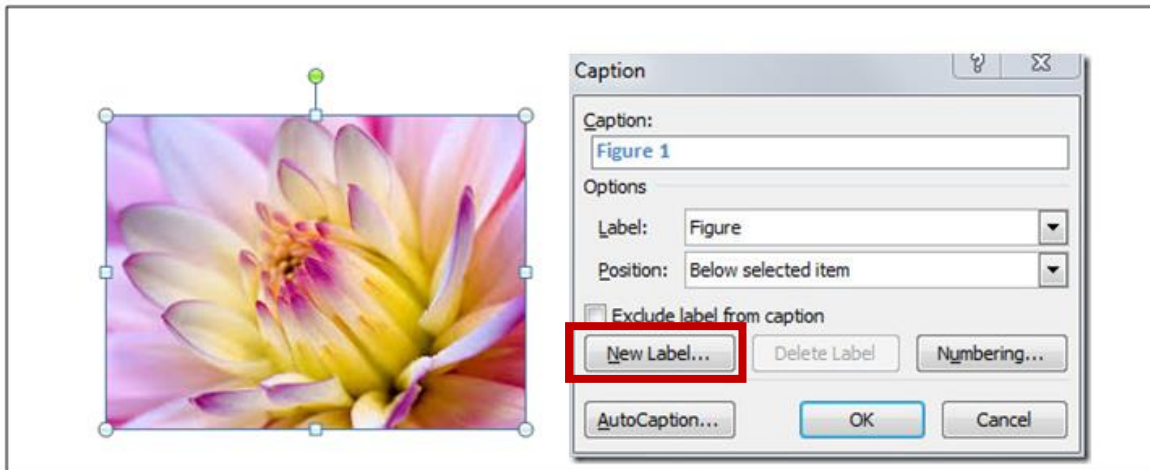 Caption
Caption:
Figure 1
Options
Label: Figure
Position: Below selected item
Exclude label from caption
New Label... Delete Label Numbering...
AutoCaption... OK Cancel